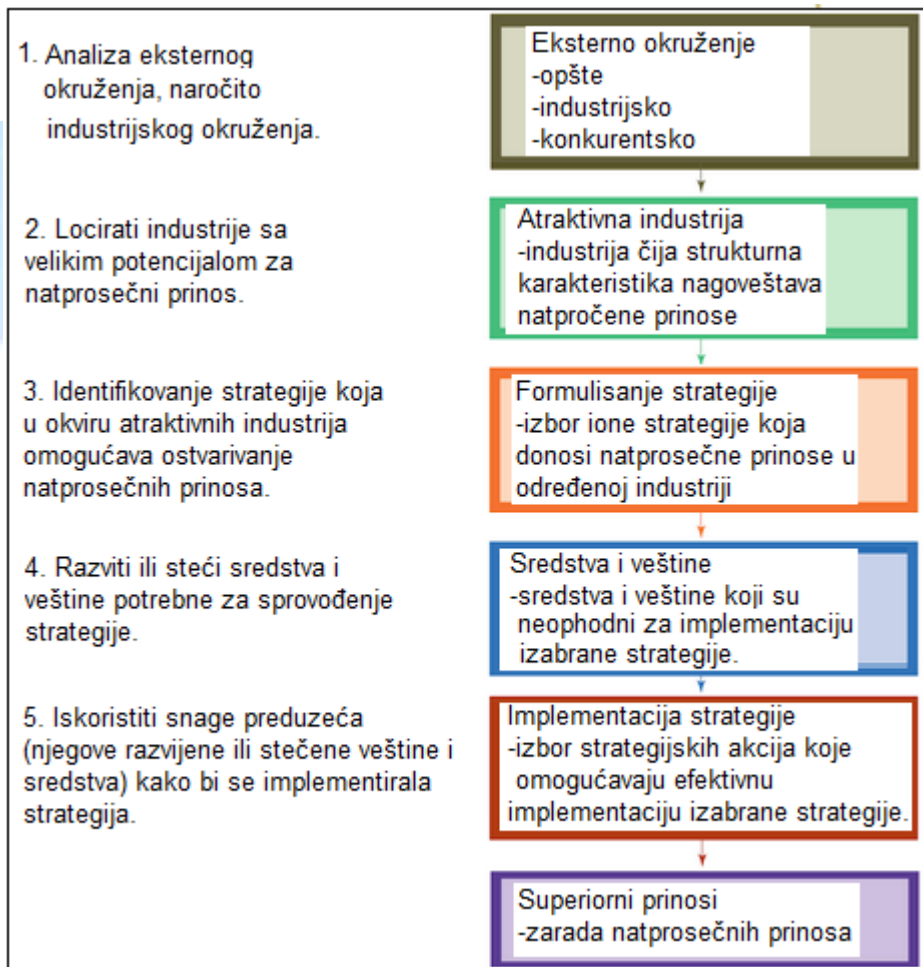 1. Analiza eksternog
okruženja, naročito
industrijskog okruženja.
Eksterno okruženje
-opšte
-industrijsko
-konkurentsko
2. Locirati industrije sa
velikim potencijalom za
natprosečni prinos.
Atraktivna industrija
-industrija čija strukturna
karakteristika nagoveštava
natpročene prinose
3. Identifikovanje strategije koja
u okviru atraktivnih industrija
omogućava ostvarivanje
natprosečnih prinosa.
Formulisanje strategije
-izbor ione strategije koja
donosi natprosečne prinose u
određenoj industriji
4. Razviti ili steći sredstva i
veštine potrebne za sprovođenje
strategije.
Sredstva i veštine
-sredstva i veštine koji su
neophodni za implementaciju
izabrane strategije.
5. Iskoristiti snage preduzeća
(njegove razvijene ili stečene veštine i
sredstva) kako bi se implementirala
strategija.
Implementacija strategije
-izbor strategijskih akcija koje
omogućavaju efektivnu
implementaciju izabrane strategije.
Superiorni prinosi
-zarada natprosečnih prinosa